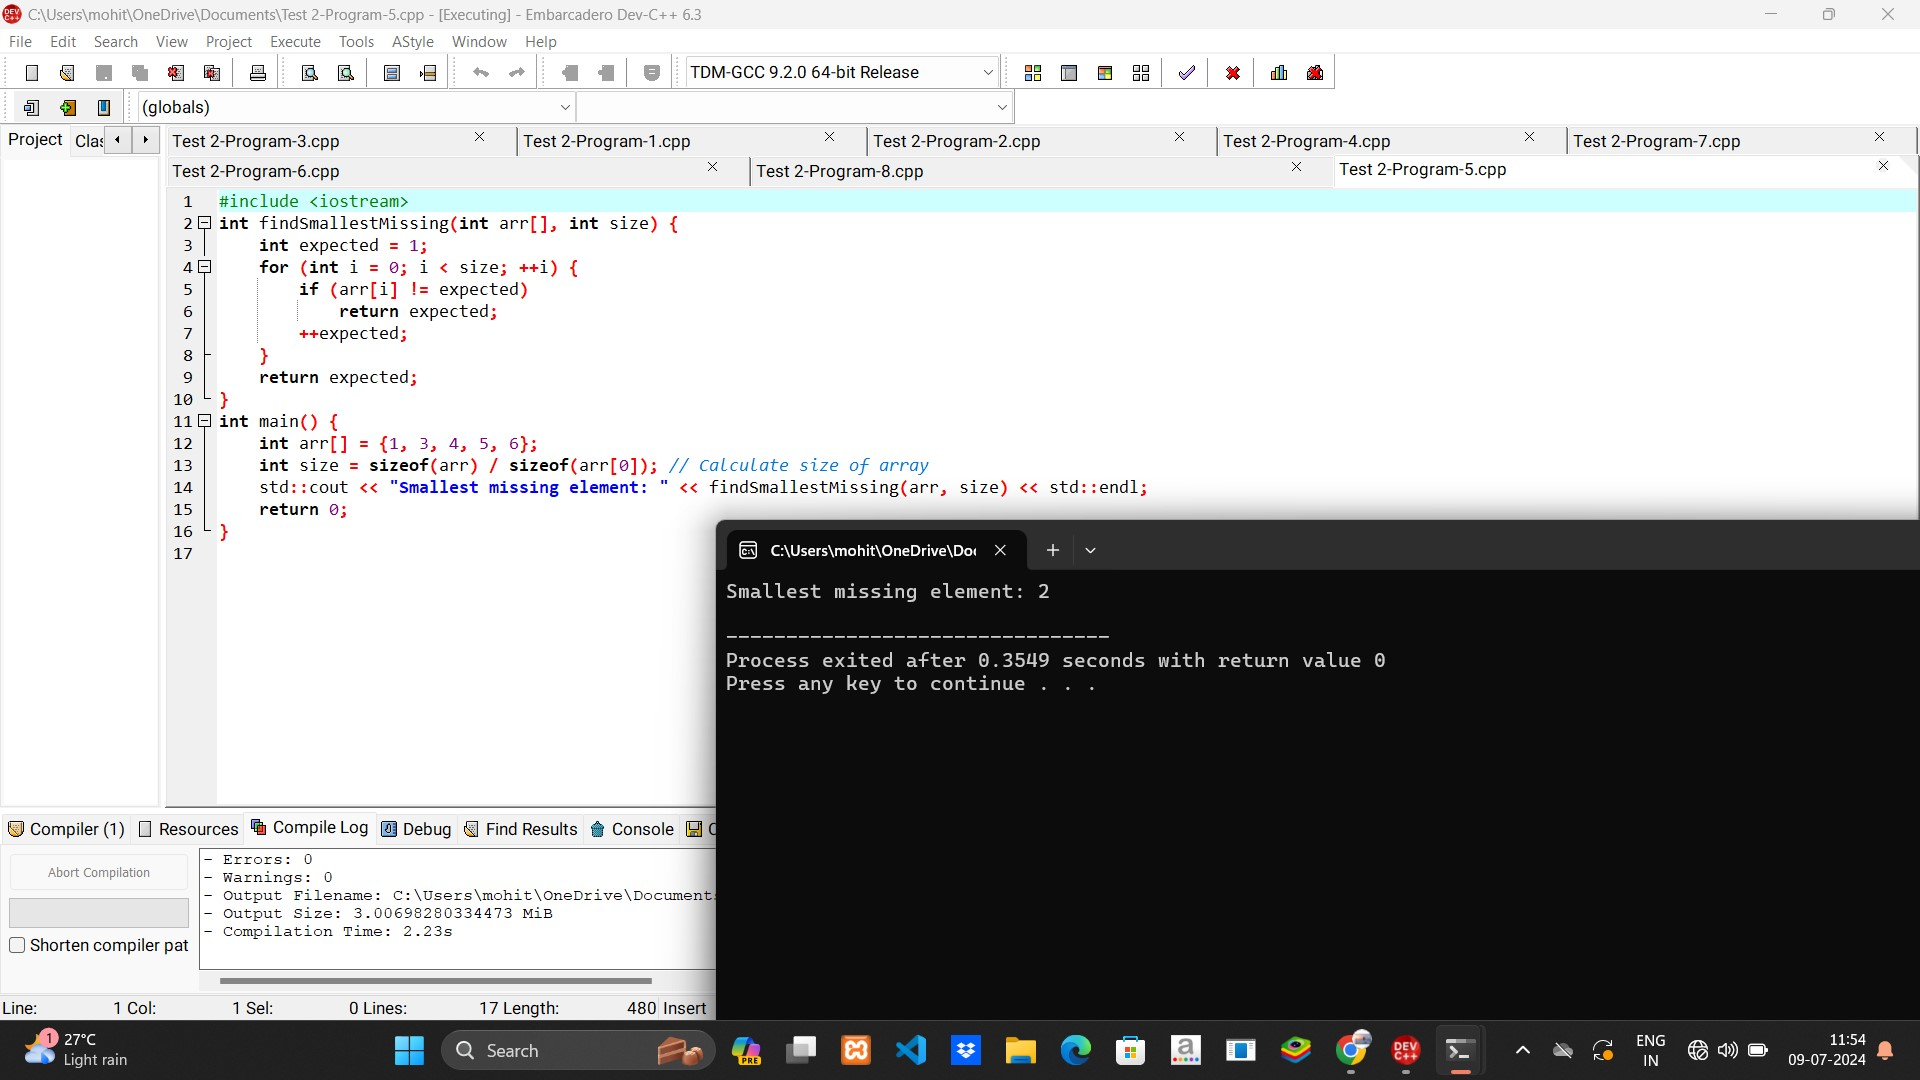 C:\Users\mohit\OneDrive\Documents\Test 2-Program-5.cpp - [Executing] - Embarcadero Dev-C++ 6.3
File Edit Search View Project Execute Tools AStyle Window Help
TDM-GCC 9.2.0 64-bit Release
(globals)
Project Clas
Test 2-Program-3.cpp Test 2-Program-1.cpp Test 2-Program-2.cpp Test 2-Program-4.cpp Test 2-Program-7.cpp
Test 2-Program-6.cpp Test 2-Program-8.cpp Test 2-Program-5.cpp
1 #include <iostream>
2 int findSmallestMissing(int arr[], int size) {
3 int expected = 1;
4 for (int i = 0; i < size; ++i) {
5 if (arr[i] != expected)
6 return expected;
7 ++expected;
8 }
9 return expected;
10 }
11 int main() {
12 int arr[] = {1, 3, 4, 5, 6};
13 int size = sizeof(arr) / sizeof(arr[0]); // Calculate size of array
14 std::cout << "Smallest missing element: " << findSmallestMissing(arr, size) << std::endl;
15 return 0;
16 }
17
C:\Users\mohit\OneDrive\Do
Smallest missing element: 2
--------------------------------
Process exited after 0.3549 seconds with return value 0
Press any key to continue . . .
Compiler (1) Resources Compile Log Debug Find Results Console
Abort Compilation
Shorten compiler pat
- Errors: 0
- Warnings: 0
- Output Filename: C:\Users\mohit\OneDrive\Document
- Output Size: 3.00698280334473 MiB
- Compilation Time: 2.23s
Line: 1 Col: 1 Sel: 0 Lines: 17 Length: 480 Insert
1
27°C
Light rain
Search
PRE
DEV C++
ENG
IN
11:54
09-07-2024